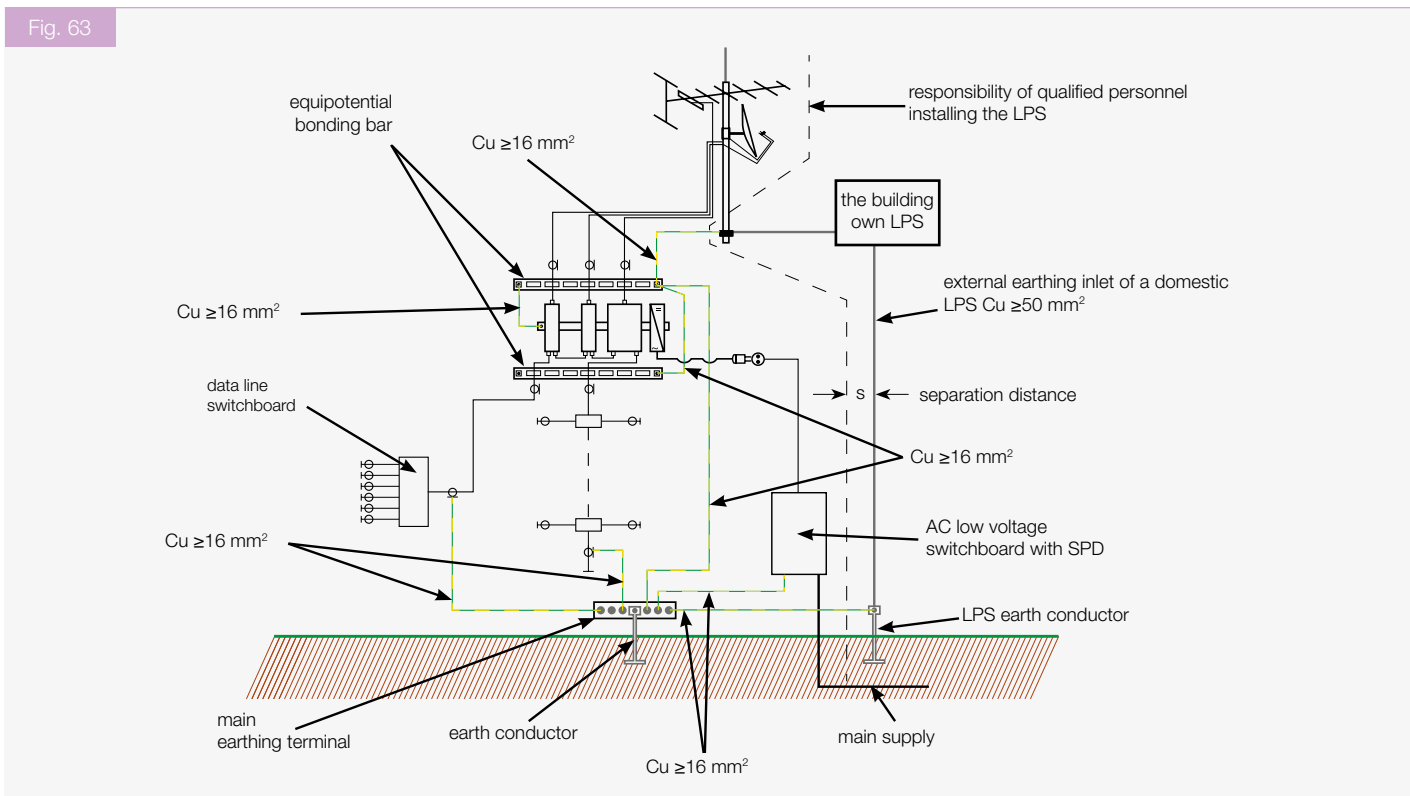 Fig. 63
responsibility of qualified personnel
installing the LPS
equipotential
bonding bar
Cu ≥16 mm²
the building
own LPS
external earthing inlet of a domestic
LPS Cu ≥50 mm²
Cu ≥16 mm²
data line
switchboard
S
separation distance
Cu ≥16 mm²
AC low voltage
switchboard with SPD
Cu ≥16 mm²
LPS earth conductor
main
earthing terminal
earth conductor
main supply
Cu ≥16 mm²